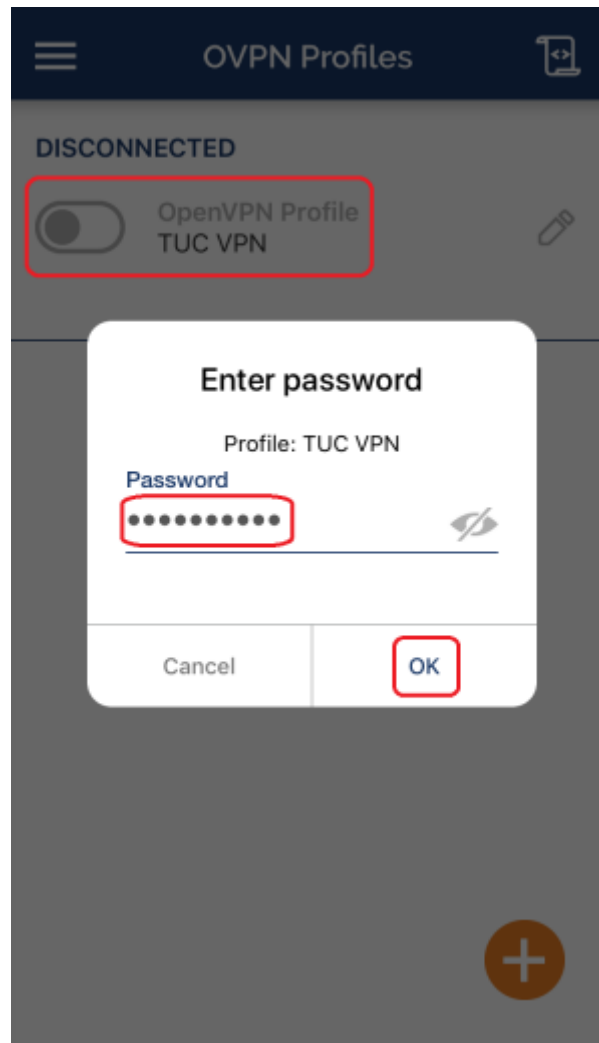 OVPN Profiles
DISCONNECTED
OpenVPN Profile
TUC VPN
Enter password
Profile: TUC VPN
Password
••••••••••
Cancel
OK